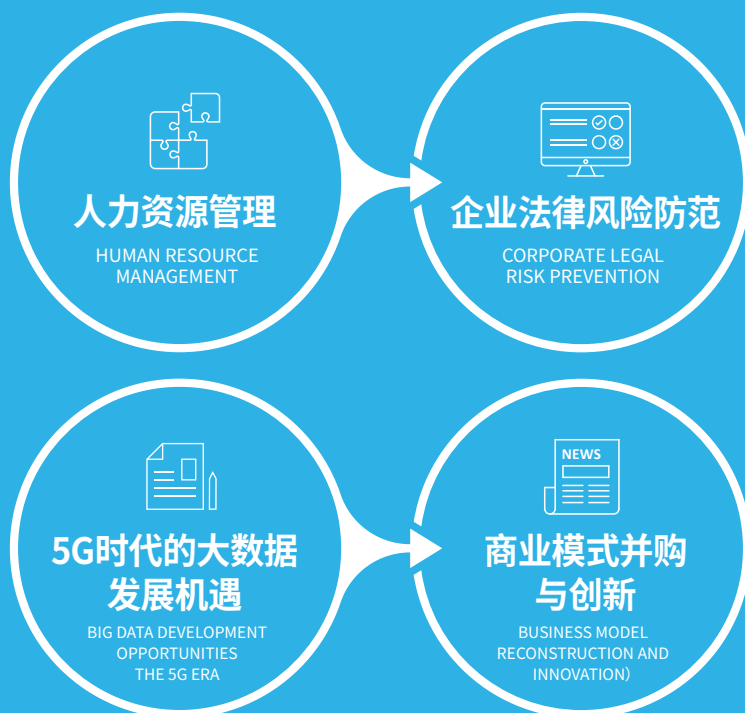 人力资源管理
HUMAN RESOURCE
MANAGEMENT
企业法律风险防范
CORPORATE LEGAL
RISK PREVENTION
5G时代的大数据
发展机遇
BIG DATA DEVELOPMENT
OPPORTUNITIES
THE 5G ERA
NEWS
商业模式并购
与创新
BUSINESS MODEL
RECONSTRUCTION AND
INNOVATION）